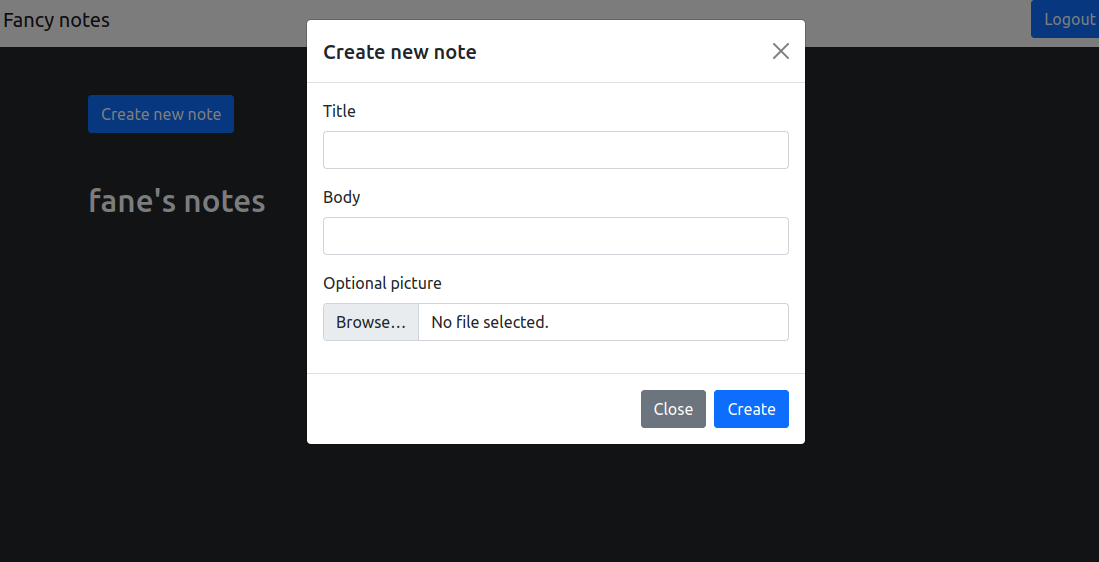 Fancy notes
Logout
Create new note
fane's notes
Create new note
Title
Body
Optional picture
Browse… No file selected.
Close Create